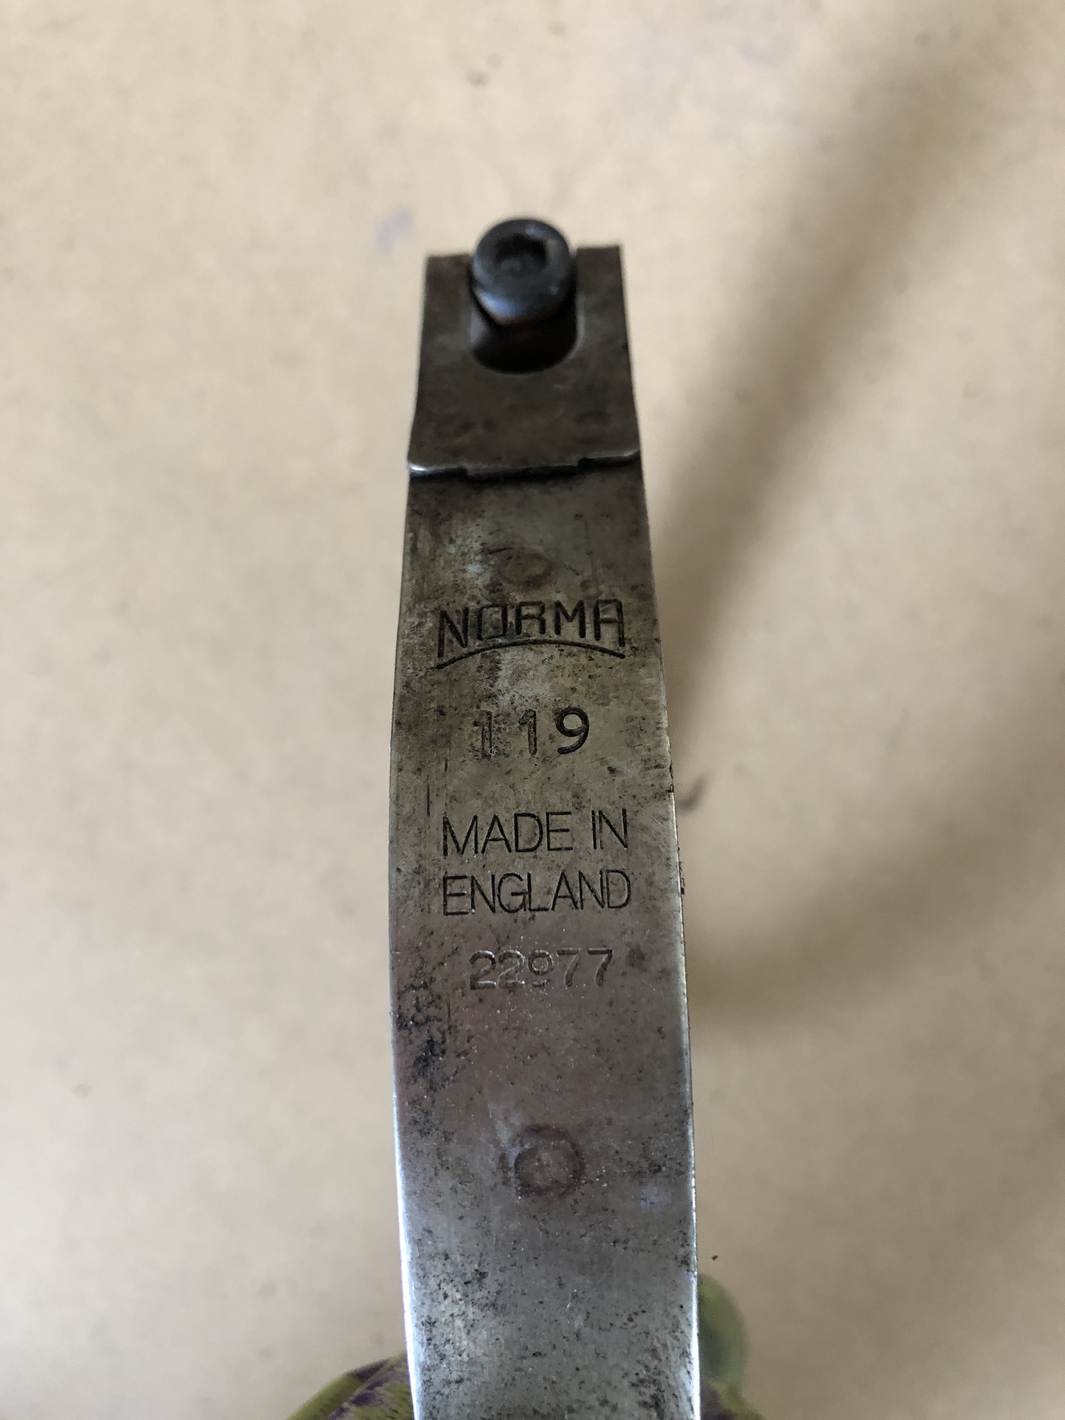 NORMA
119
MADE IN
ENGLAND
22977